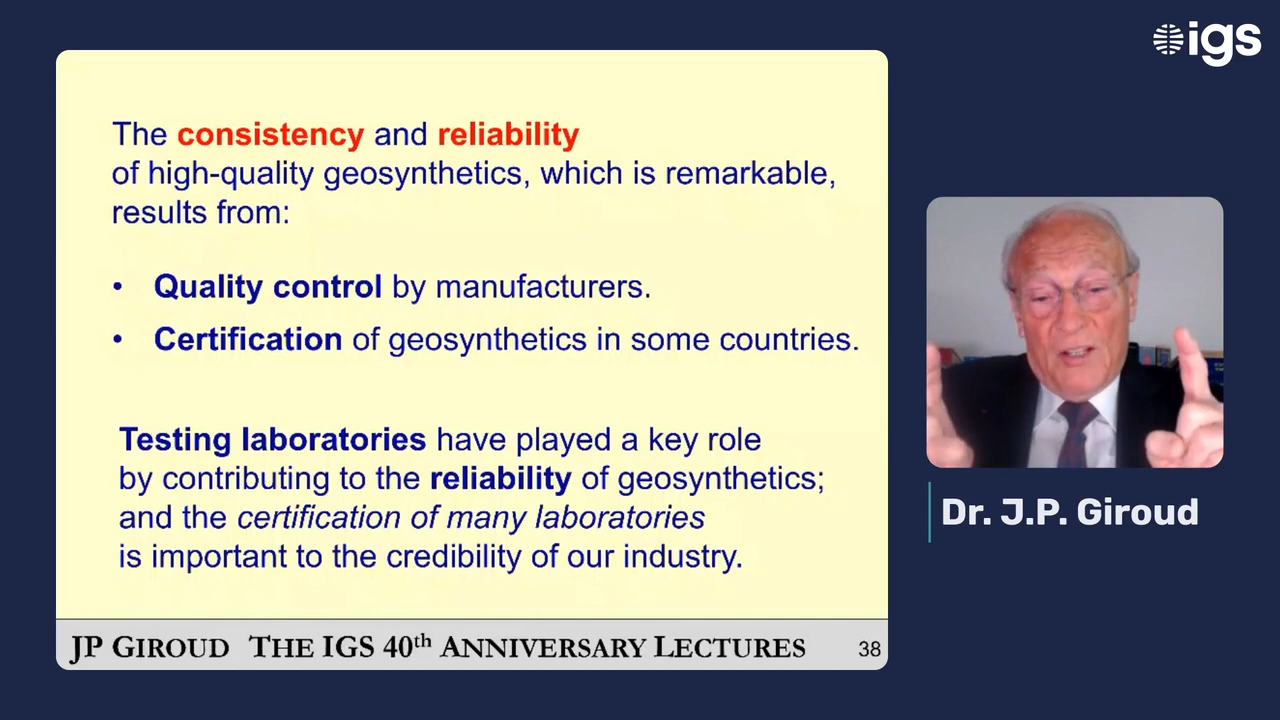 igs
The consistency and reliability
of high-quality geosynthetics, which is remarkable,
results from:
• Quality control by manufacturers.
• Certification of geosynthetics in some countries.
Testing laboratories have played a key role
by contributing to the reliability of geosynthetics;
and the certification of many laboratories
is important to the credibility of our industry.
JP GIROUD THE IGS 40th ANNIVERSARY LECTURES 38
Dr. J.P. Giroud